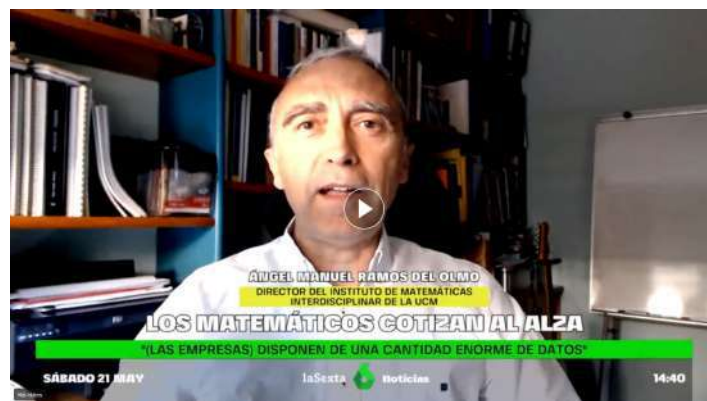 ÁNGEL MANUEL RAMOS DEL OLMO
DIRECTOR DEL INSTITUTO DE MATEMÁTICAS
INTERDISCIPLINAR DE LA UCM
LOS MATEMÁTICOS COTIZAN AL ALZA
"(LAS EMPRESAS) DISPONEN DE UNA CANTIDAD ENORME DE DATOS"
SÁBADO 21 MAY
laSexta
Noticias
14:40